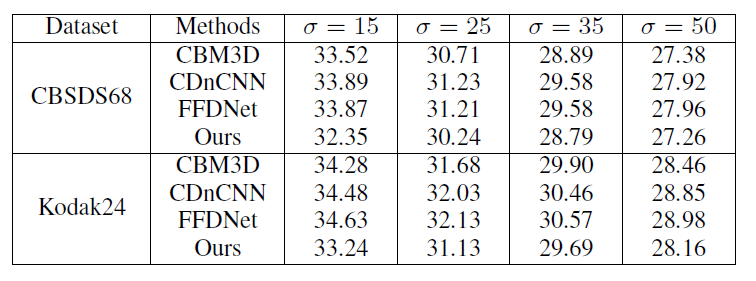 Dataset Methods σ = 15 σ = 25 σ = 35 σ = 50
CBSDS68
CBM3D 33.52 30.71 28.89 27.38
CDnCNN 33.89 31.23 29.58 27.92
FFDNet 33.87 31.21 29.58 27.96
Ours 32.35 30.24 28.79 27.26
Kodak24
CBM3D 34.28 31.68 29.90 28.46
CDnCNN 34.48 32.03 30.46 28.85
FFDNet 34.63 32.13 30.57 28.98
Ours 33.24 31.13 29.69 28.16